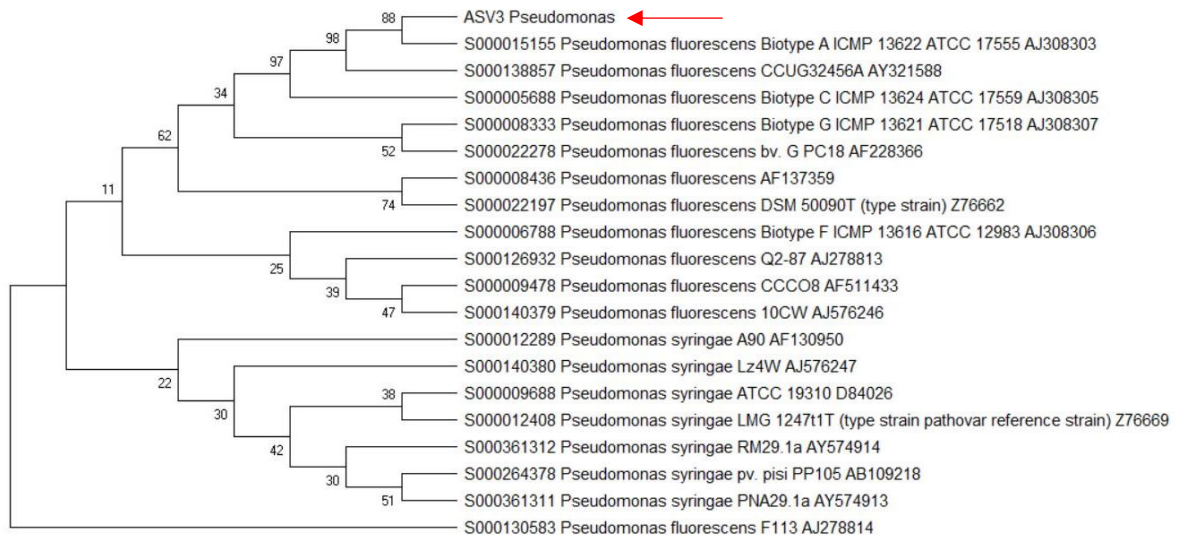 88 ASV3 Pseudomonas
98 S000015155 Pseudomonas fluorescens Biotype A ICMP 13622 ATCC 17555 AJ308303
97 S000138857 Pseudomonas fluorescens CCUG32456A AY321588
34 S000005688 Pseudomonas fluorescens Biotype C ICMP 13624 ATCC 17559 AJ308305
62 S000008333 Pseudomonas fluorescens Biotype G ICMP 13621 ATCC 17518 AJ308307
52 S000022278 Pseudomonas fluorescens bv. G PC18 AF228366
11 S000008436 Pseudomonas fluorescens AF137359
74 S000022197 Pseudomonas fluorescens DSM 50090T (type strain) Z76662
S000006788 Pseudomonas fluorescens Biotype F ICMP 13616 ATCC 12983 AJ308306
25 S000126932 Pseudomonas fluorescens Q2-87 AJ278813
39 S000009478 Pseudomonas fluorescens CCCO8 AF511433
47 S000140379 Pseudomonas fluorescens 10CW AJ576246
S000012289 Pseudomonas syringae A90 AF130950
22 S000140380 Pseudomonas syringae Lz4W AJ576247
30 38 S000009688 Pseudomonas syringae ATCC 19310 D84026
S000012408 Pseudomonas syringae LMG 1247t1T (type strain pathovar reference strain) Z76669
42 S000361312 Pseudomonas syringae RM29.1a AY574914
30 S000264378 Pseudomonas syringae pv. pisi PP105 AB109218
51 S000361311 Pseudomonas syringae PNA29.1a AY574913
S000130583 Pseudomonas fluorescens F113 AJ278814